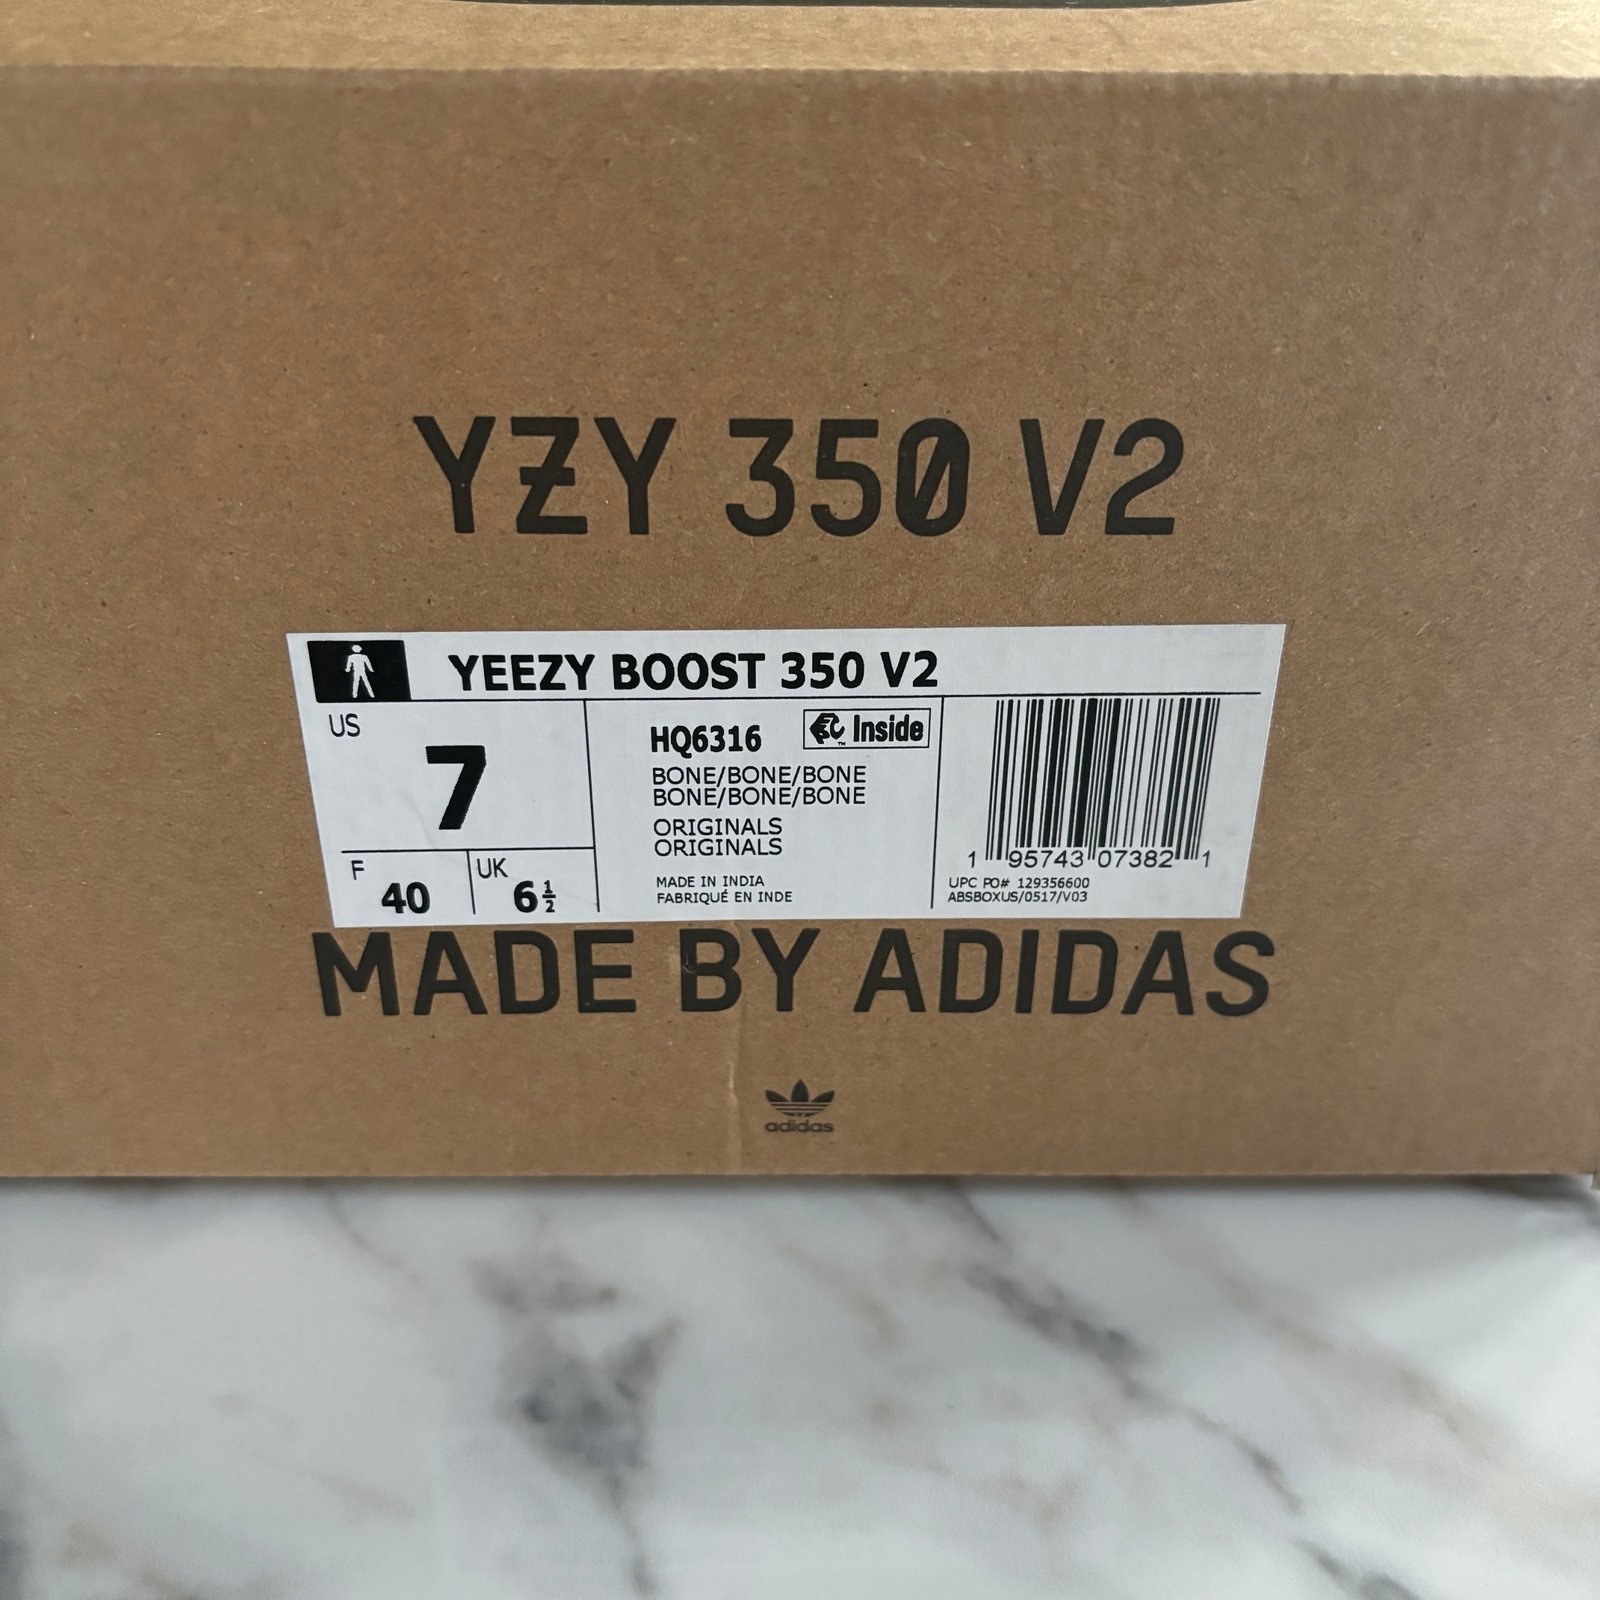 YZY 350 V2
YEEZY BOOST 350 V2
US
7
F
40
UK
6½
HQ6316
Inside
BONE/BONE/BONE
BONE/BONE/BONE
ORIGINALS
ORIGINALS
MADE IN INDIA
FABRIQUÉ EN INDE
1 95743 07382 1
UPC PO# 129356600
ABSBOXUS/0517/V03
MADE BY ADIDAS
adidas